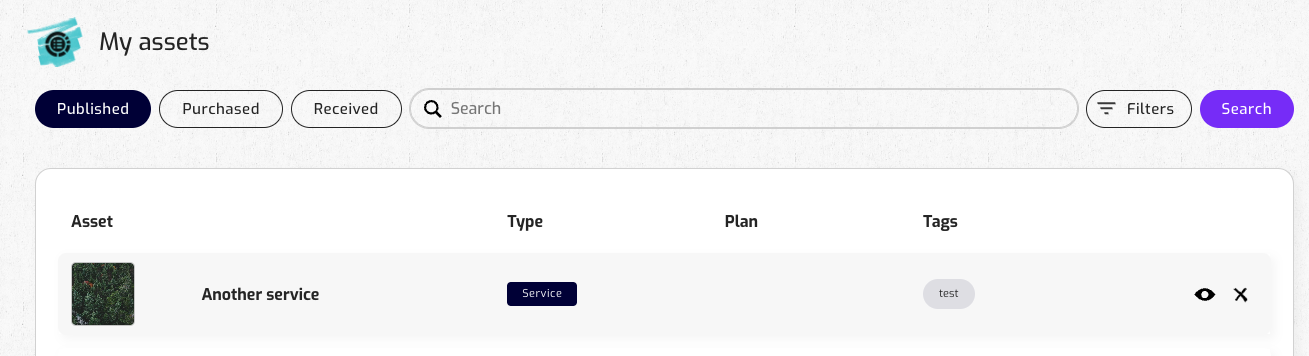 My assets
Published Purchased Received Search Filters Search
Asset Type Plan Tags
Another service Service test